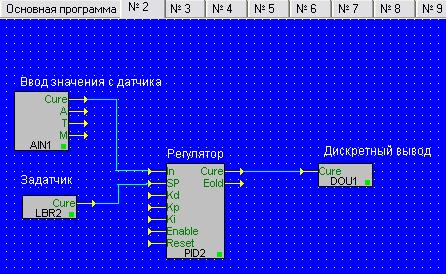 Основная программа № 2 № 3 № 4 № 5 № 6 № 7 № 8 № 9
Ввод значения с датчика
Cure
A
T
M
AIN1
Задатчик
Cure
LBR2
Регулятор
In Cure
SP Eold
Kd
Kp
Ki
Enable
Reset
PID2
Дискретный вывод
Cure
DOU1